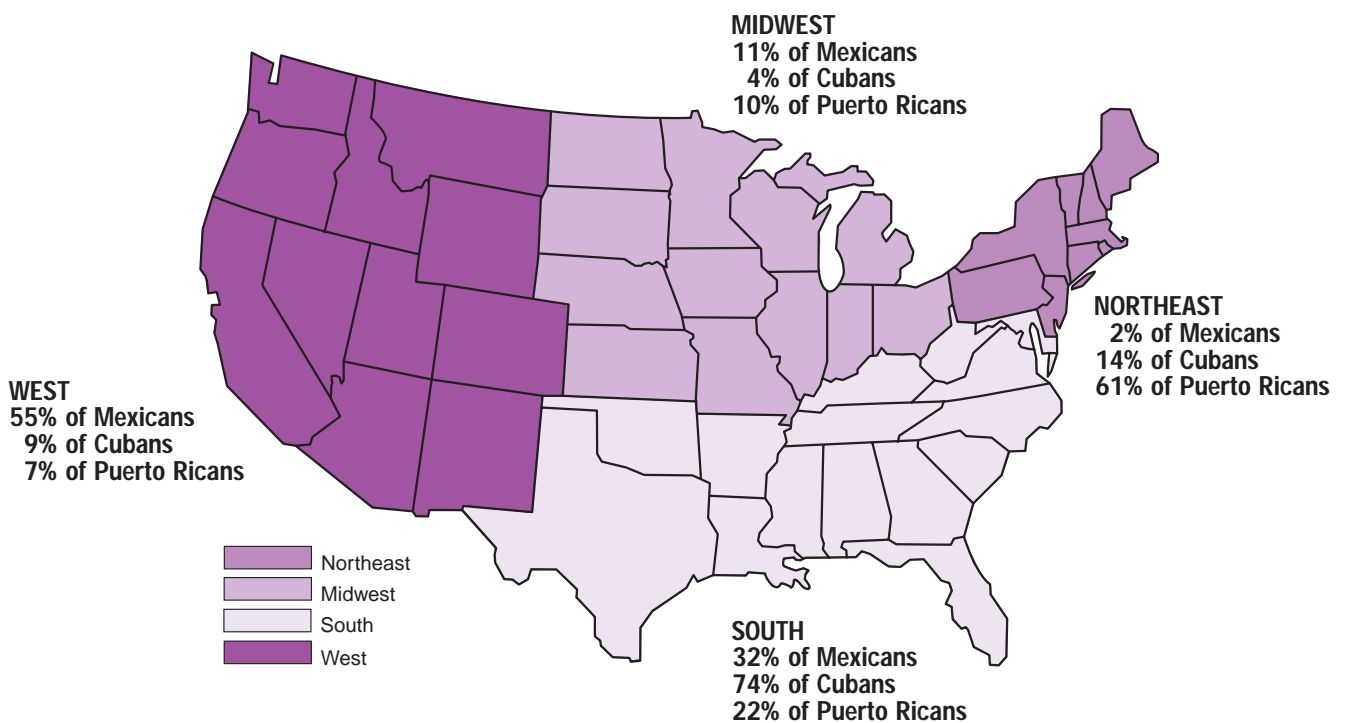 MIDWEST
11% of Mexicans
4% of Cubans
10% of Puerto Ricans
NORTHEAST
2% of Mexicans
14% of Cubans
61% of Puerto Ricans
WEST
55% of Mexicans
9% of Cubans
7% of Puerto Ricans
Northeast
Midwest
South
West
SOUTH
32% of Mexicans
74% of Cubans
22% of Puerto Ricans